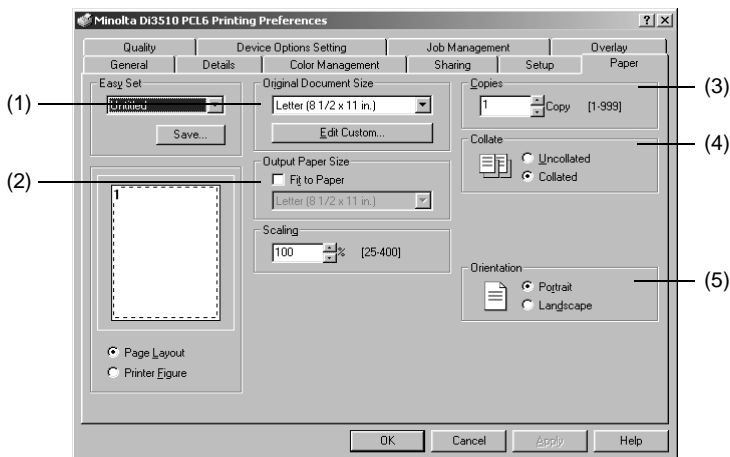 Minolta Di3510 PCL6 Printing Preferences
Quality Device Options Setting Job Management Overlay
General Details Color Management Sharing Setup Paper
Easy Set
Untitled
Save...
1
Page Layout
Printer Figure
(1)
(2)
Original Document Size
Letter (8 1/2 x 11 in.)
Edit Custom...
Output Paper Size
Fit to Paper
Letter (8 1/2 x 11 in.)
Scaling
100 % [25-400]
Copies
1 Copy [1-999]
Collate
Uncollated
Collated
Orientation
Portrait
Landscape
(3)
(4)
(5)
OK Cancel Apply Help